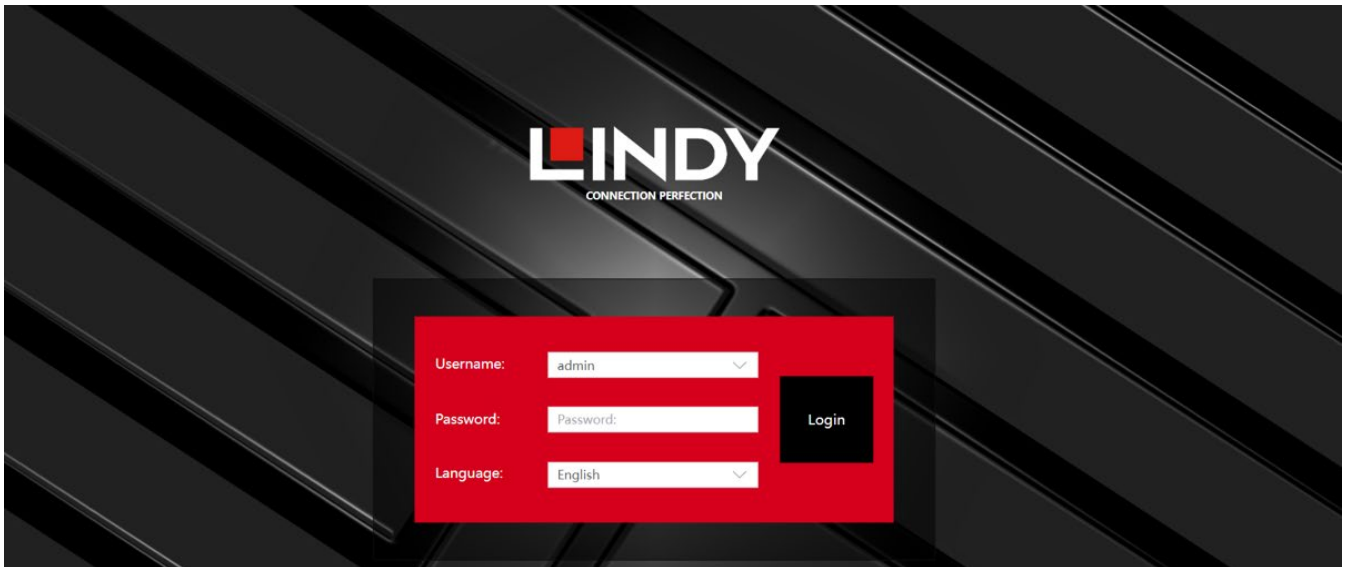 LINDY
CONNECTION PERFECTION
Username: admin
Password: Password:
Login
Language: English